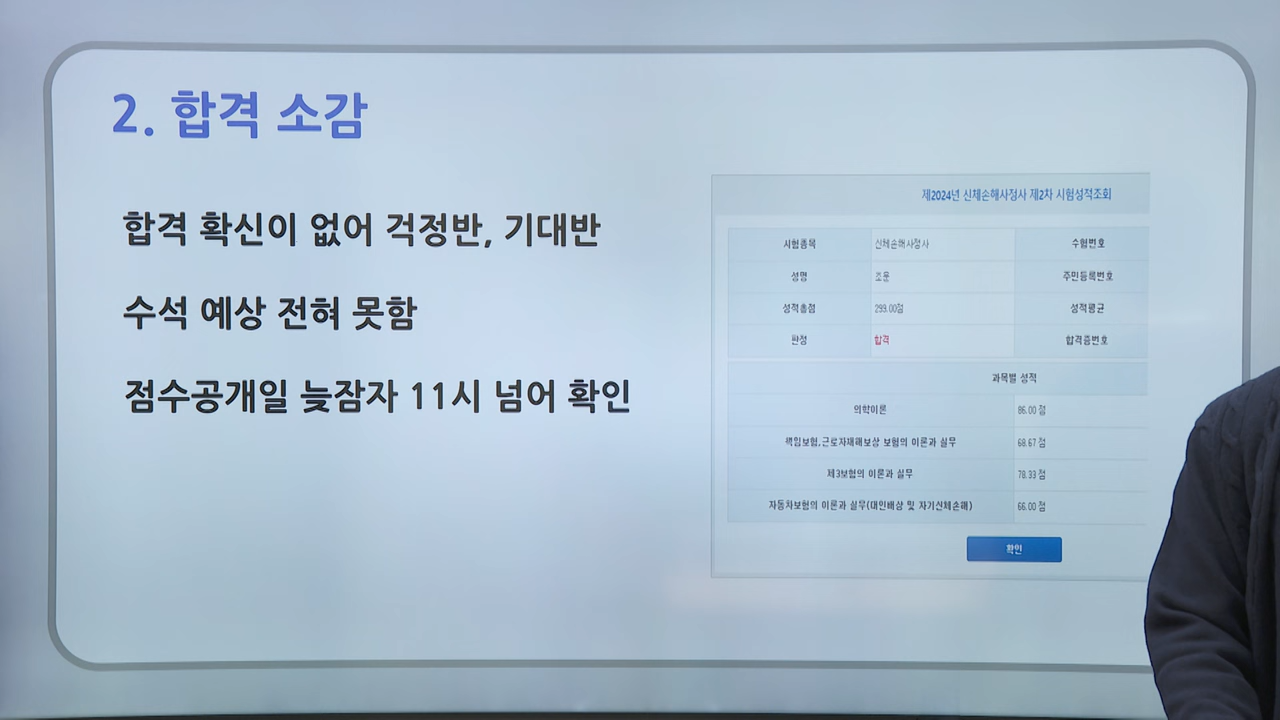 2. 합격 소감
합격 확신이 없어 걱정반, 기대반
수석 예상 전혀 못함
점수공개일 늦잠자 11시 넘어 확인
제2024년 신체손해사정사 제2차 시험성적조회
시험종목 신체손해사정사 수험번호
성명 조운 주민등록번호
성적총점 299.00점 성적평균
판정 합격 합격증번호
과목별 성적
의학이론 86.00 점
책임보험,근로자재해보상 보험의 이론과 실무 68.67 점
제3보험의 이론과 실무 78.33 점
자동차보험의 이론과 실무(대인배상 및 자기신체손해) 66.00 점
확인